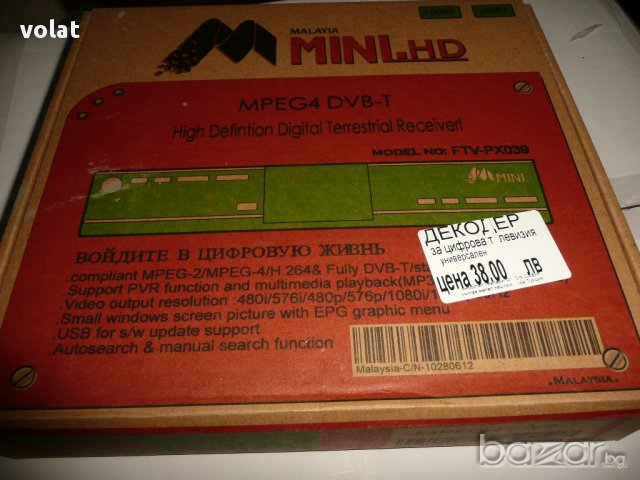 volat
MALAYIA
MINI.HD
1080P
HDMI
MPEG4 DVB-T
High Defintion Digital Terrestrial Receiver!
MODEL NO: FTV-PX039
MINI
ВОЙДИТЕ В ЦИФРОВУЮ ЖИЗНЬ
compliant MPEG-2/MPEG-4/H.264& Fully DVB-T/
.Support PVR function and multimedia playback(MP3
.Video output resolution :480i/576i/480p/576p/1080i/
.Small windows screen picture with EPG graphic menu
.USB for s/w update support
.Autosearch & manual search function
ДЕКОДЕР
за цифрова т левизия
универсален
цена 38.00 лв
Malaysia-C/N-10280612
.MALAYSIA.
bazar.бг